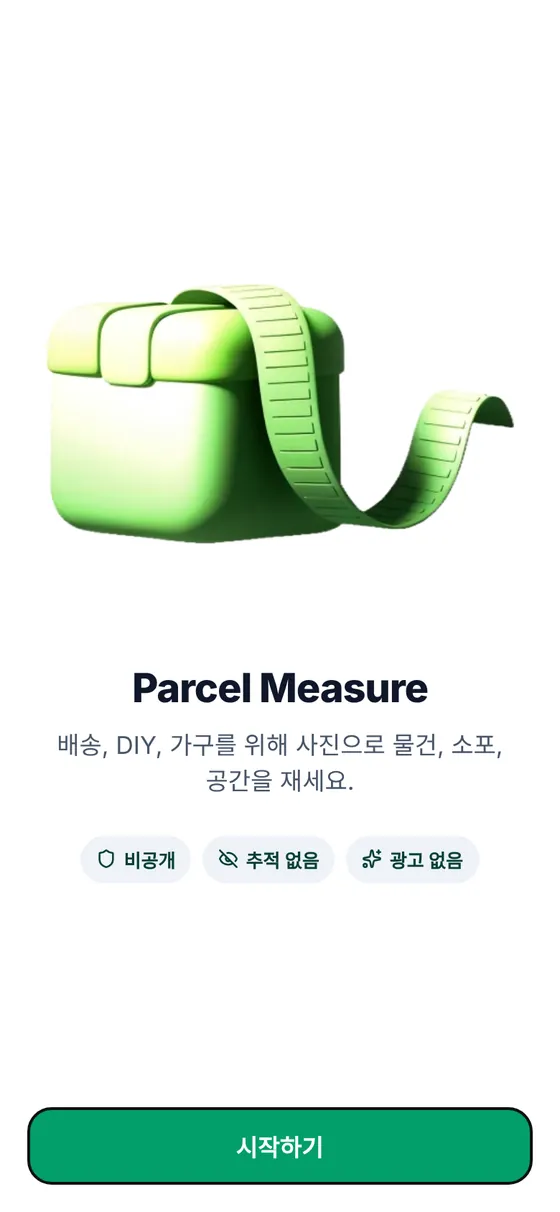 Parcel Measure
배송, DIY, 가구를 위해 사진으로 물건, 소포,
공간을 재세요.
비공개
추적 없음
광고 없음
시작하기